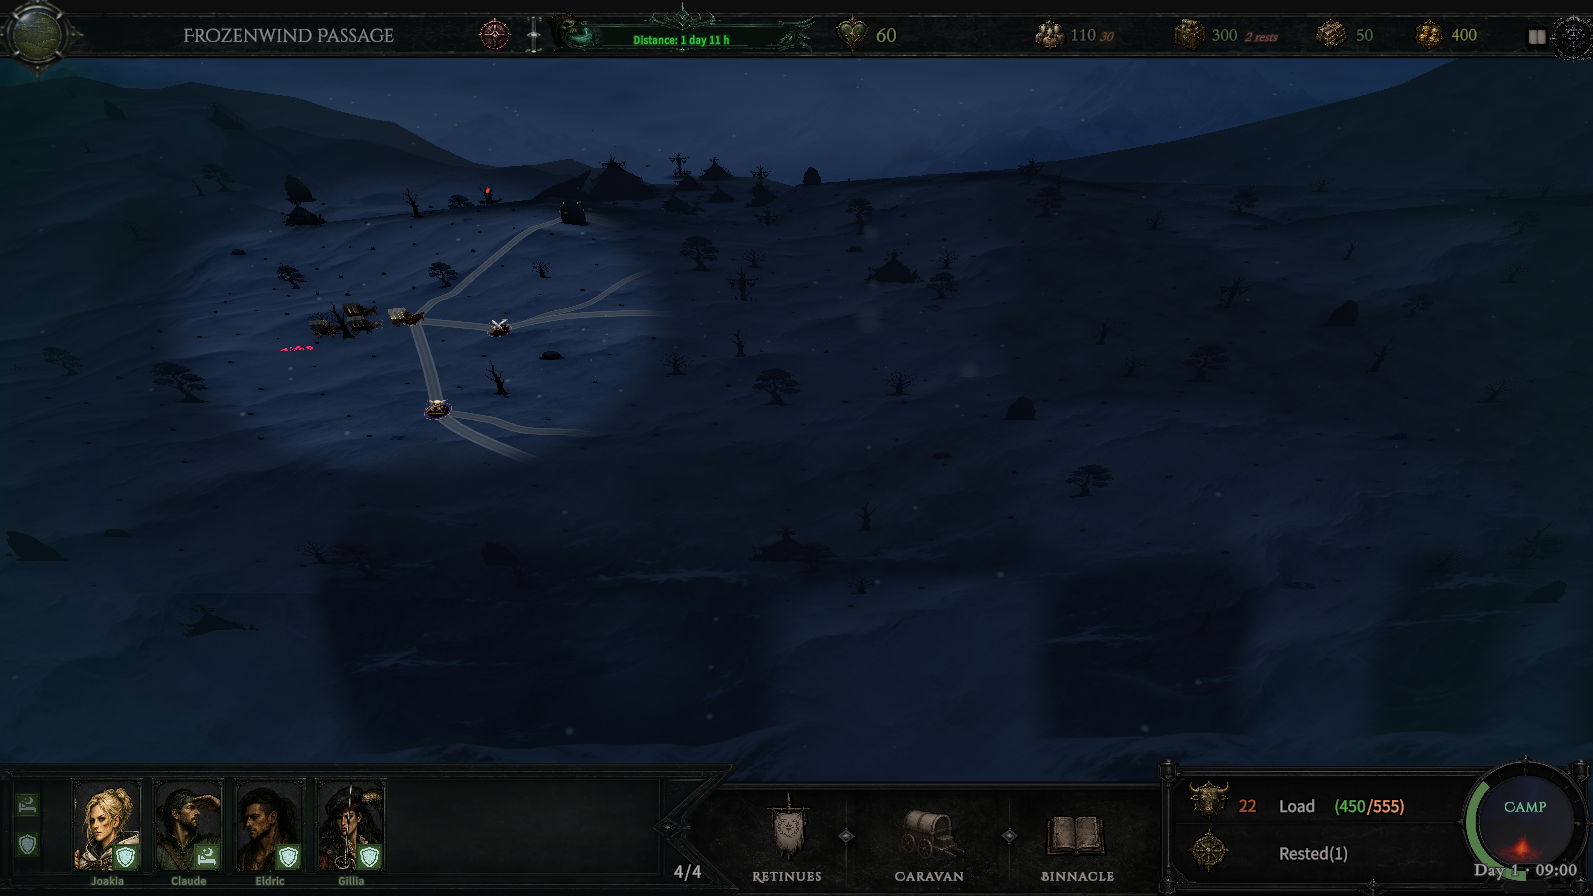 Frozenwind Passage
Distance: 1 day 11 h
60
110 30
300 2 rests
50
400
Joakia
Claude
Eldric
Gillia
4/4
Retinues
Caravan
Binnacle
22 Load (450/555)
Rested(1)
Camp
Day 1 · 09:00